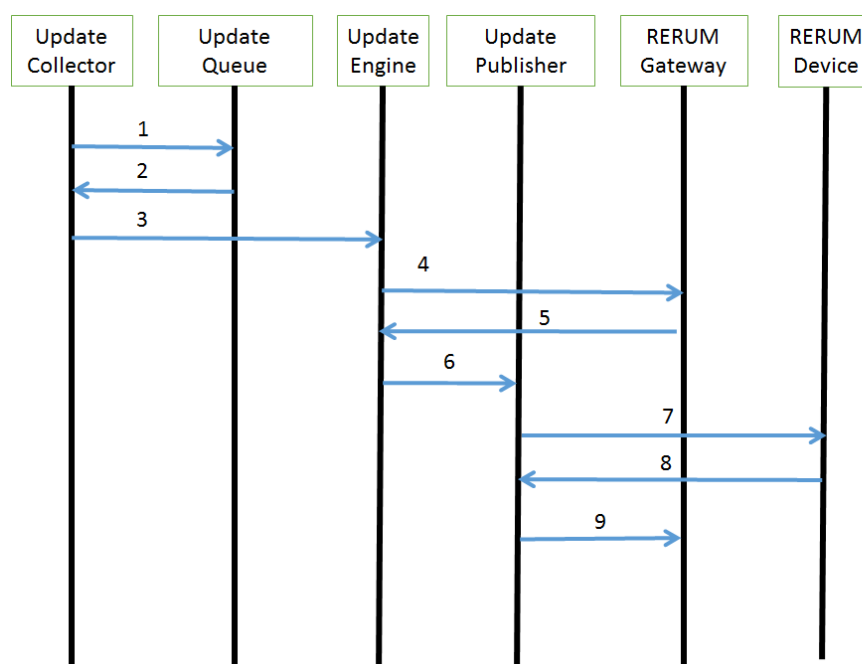 Update
Collector
Update
Queue
Update
Engine
Update
Publisher
RERUM
Gateway
RERUM
Device
1
2
3
4
5
6
7
8
9